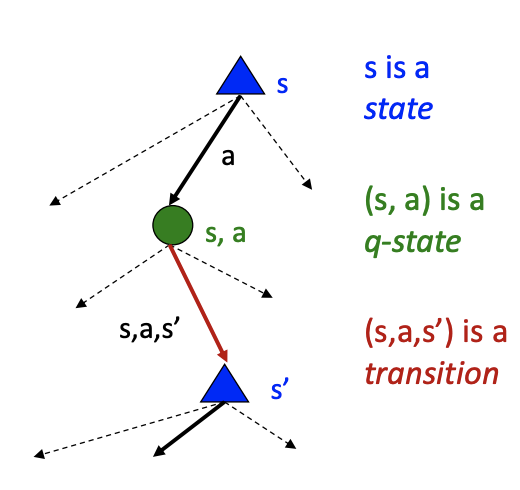 s
s is a
state
a
s, a
(s, a) is a
q-state
s,a,s’
(s,a,s’) is a
transition
s’